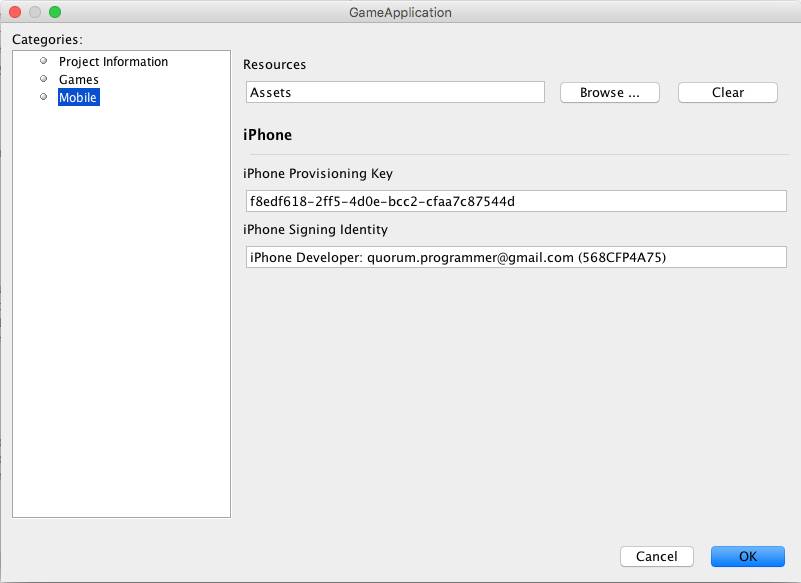 GameApplication
Categories:
Project Information
Games
Mobile
Resources
Assets
Browse ...
Clear
iPhone
iPhone Provisioning Key
f8edf618-2ff5-4d0e-bcc2-cfaa7c87544d
iPhone Signing Identity
iPhone Developer: quorum.programmer@gmail.com (568CFP4A75)
Cancel
OK